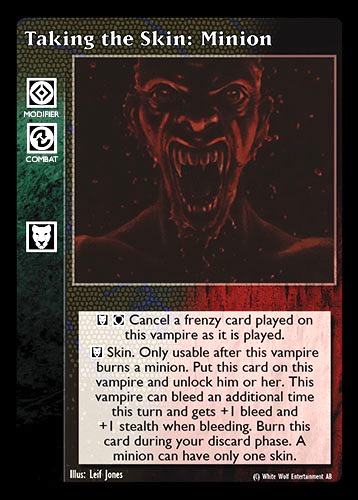 Taking the Skin: Minion
MODIFIER
COMBAT
Cancel a frenzy card played on
this vampire as it is played.
Skin. Only usable after this vampire
burns a minion. Put this card on this
vampire and unlock him or her. This
vampire can bleed an additional time
this turn and gets +1 bleed and
+1 stealth when bleeding. Burn this
card during your discard phase. A
minion can have only one skin.
Illus: Leif Jones
(C) White Wolf Entertainment AB